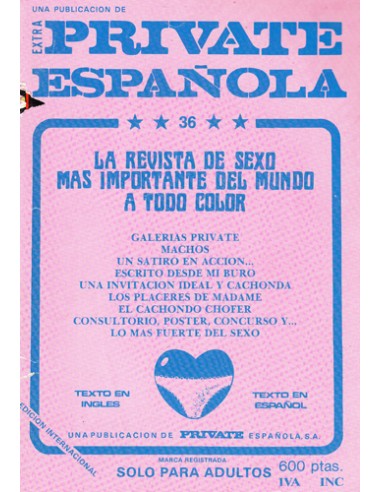 UNA PUBLICACION DE
EXTRA
PRIVATE
ESPAÑOLA
36
LA REVISTA DE SEXO
MAS IMPORTANTE DEL MUNDO
A TODO COLOR
GALERIAS PRIVATE
MACHOS
UN SATIRO EN ACCION...
ESCRITO DESDE MI BURO
UNA INVITACION IDEAL Y CACHONDA
LOS PLACERES DE MADAME
EL CACHONDO CHOFER
CONSULTORIO, POSTER, CONCURSO Y...
LO MAS FUERTE DEL SEXO
TEXTO EN
INGLES
TEXTO EN
ESPAÑOL
EDICION INTERNACIONAL
UNA PUBLICACION DE PRIVATE ESPAÑOLA, S.A.
MARCA REGISTRADA
SOLO PARA ADULTOS
600 ptas.
IVA INC